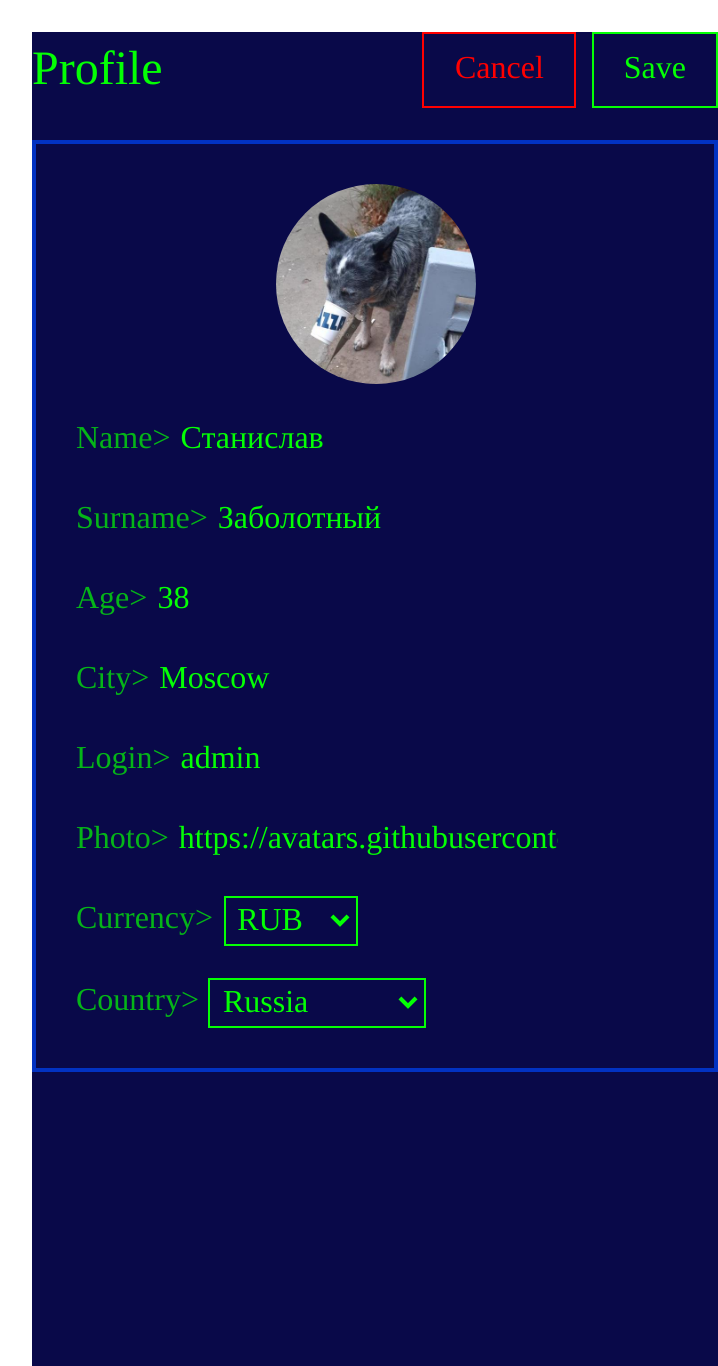 Profile
Cancel
Save
Name> Станислав
Surname> Заболотный
Age> 38
City> Moscow
Login> admin
Photo> https://avatars.githubusercont
Currency> RUB
Country> Russia